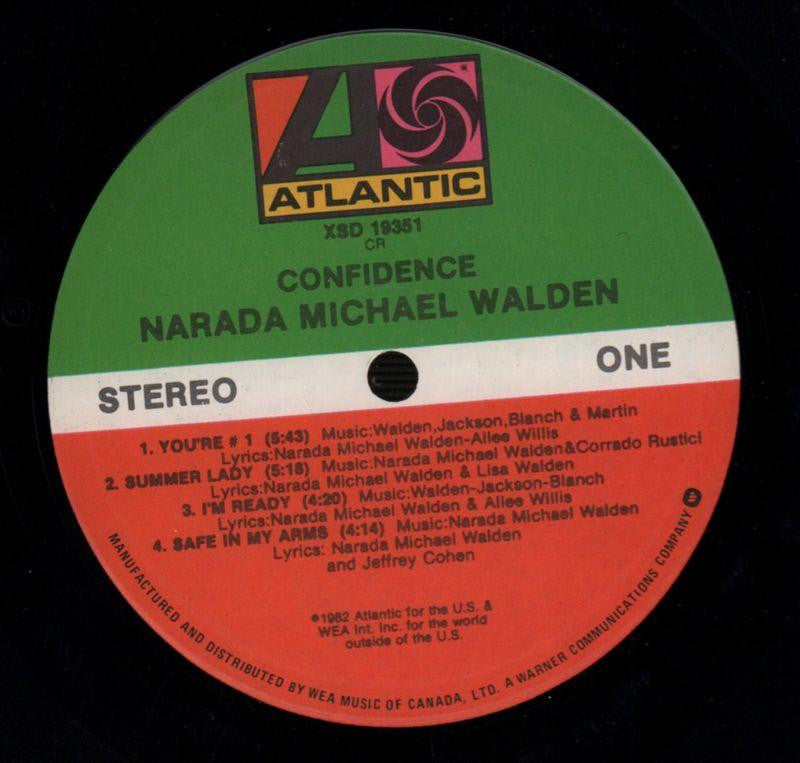 ATLANTIC
XSD 19351
CR
CONFIDENCE
NARADA MICHAEL WALDEN
STEREO
ONE
1. YOU'RE # 1 (5:43) Music:Walden,Jackson,Blanch & Martin
Lyrics:Narada Michael Walden-Allee Willis
2. SUMMER LADY (5:18) Music:Narada Michael Walden&Corrado Rustici
Lyrics:Narada Michael Walden & Lisa Walden
3. I'M READY (4:20) Music:Walden-Jackson-Blanch
Lyrics:Narada Michael Walden & Allee Willis
4. SAFE IN MY ARMS (4:14) Music:Narada Michael Walden
Lyrics: Narada Michael Walden
and Jeffrey Cohen
℗1982 Atlantic for the U.S. &
WEA Int. Inc. for the world
outside of the U.S.
MANUFACTURED AND DISTRIBUTED BY WEA MUSIC OF CANADA, LTD. A WARNER COMMUNICATIONS COMPANY